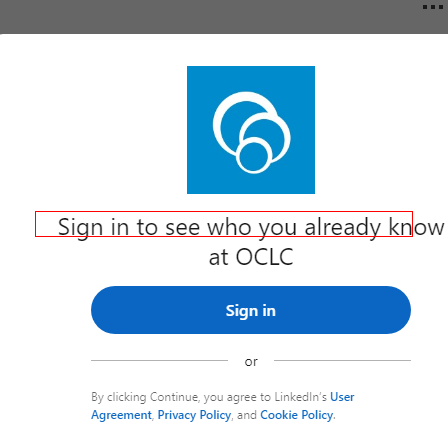 Sign in to see who you already know
at OCLC
Sign in
or
By clicking Continue, you agree to LinkedIn's User
Agreement, Privacy Policy, and Cookie Policy.